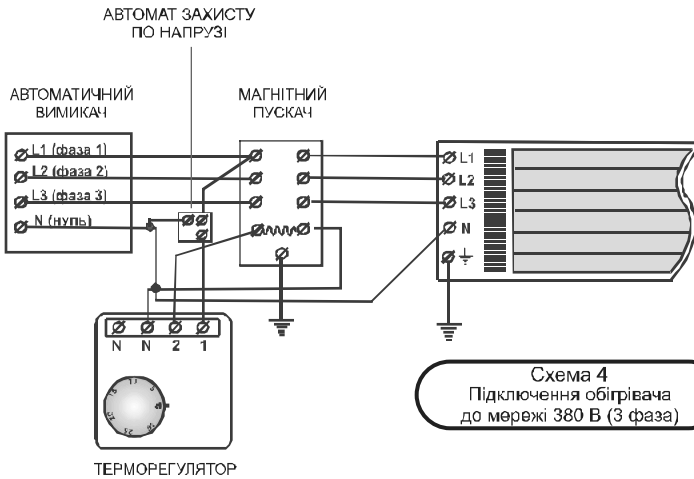 АВТОМАТ ЗАХИСТУ
ПО НАПРУЗІ
АВТОМАТИЧНИЙ
ВИМИКАЧ
МАГНІТНИЙ
ПУСКАЧ
L1 (фаза 1)
L2 (фаза 2)
L3 (фаза 3)
N (нуль)
L1
L2
L3
N
N N 2 1
Схема 4
Підключення обігрівача
до мережі 380 В (3 фаза)
ТЕРМОРЕГУЛЯТОР